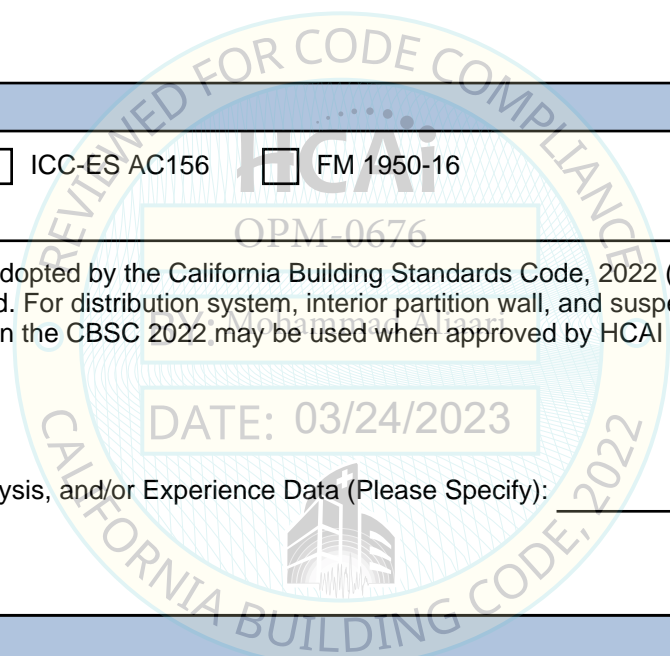 REVIEWED FOR CODE COMPLIANCE
HCAi
ICC-ES AC156 FM 1950-16
OPM-0676
dopted by the California Building Standards Code, 2022 (
d. For distribution system, interior partition wall, and susp
BY: Mohammad Aliaari
n the CBSC 2022 may be used when approved by HCAI
DATE: 03/24/2023
ysis, and/or Experience Data (Please Specify):
CALIFORNIA BUILDING CODE, 2022